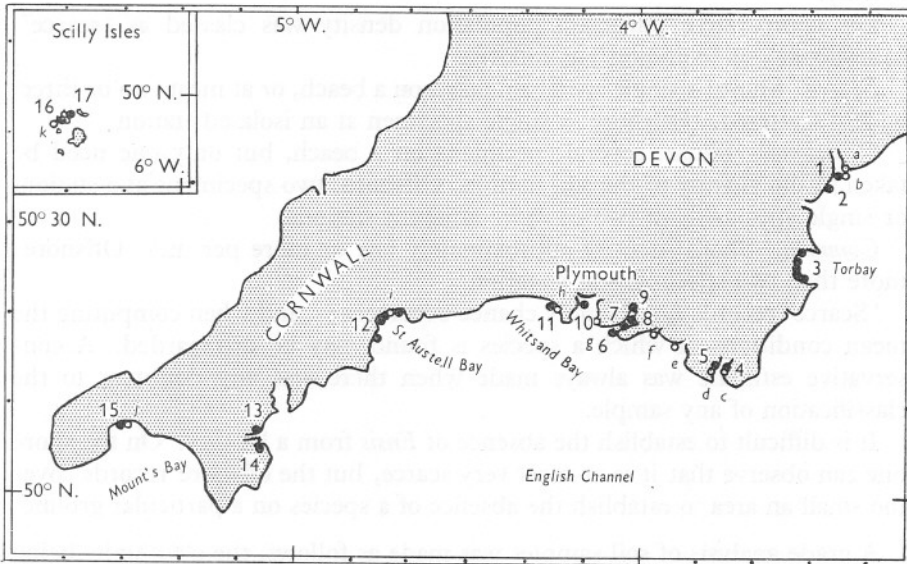 5° W.
4° W.
Scilly Isles
17
16
k
50° N.
6° W.
50° 30 N.
DEVON
a
1
b
2
3 Torbay
CORNWALL
Plymouth
h
9
7
8
11
10
6
g
f
i
12
St. Austell Bay
Whitsand Bay
e
5
4
d
c
15
j
13
14
Mount's Bay
English Channel
50° N.